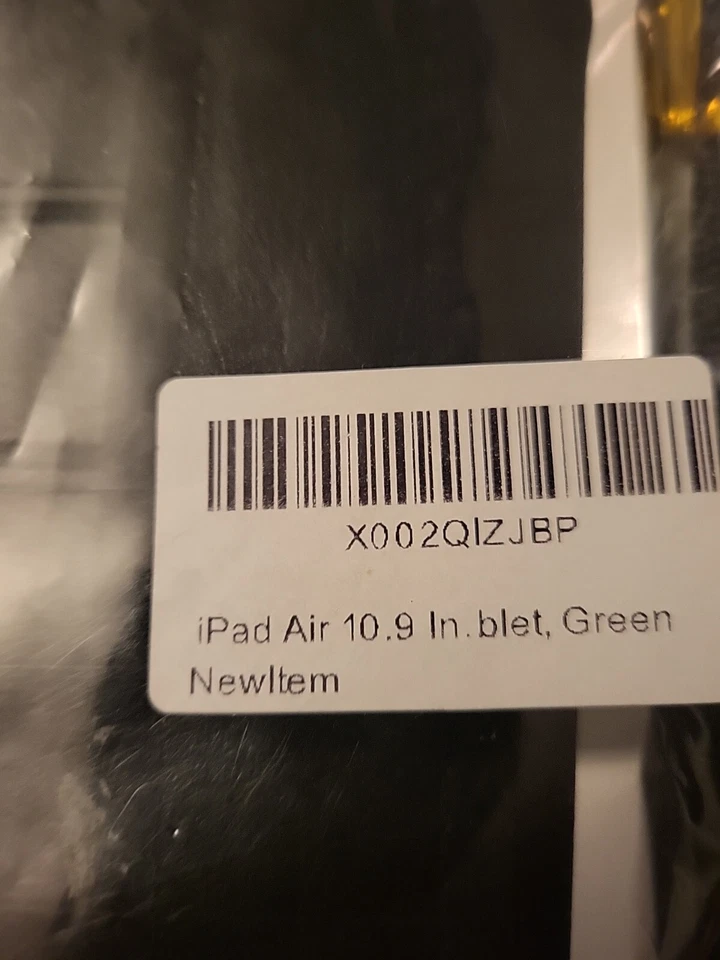 X002QIZJBP
iPad Air 10.9 In.blet, Green
NewItem